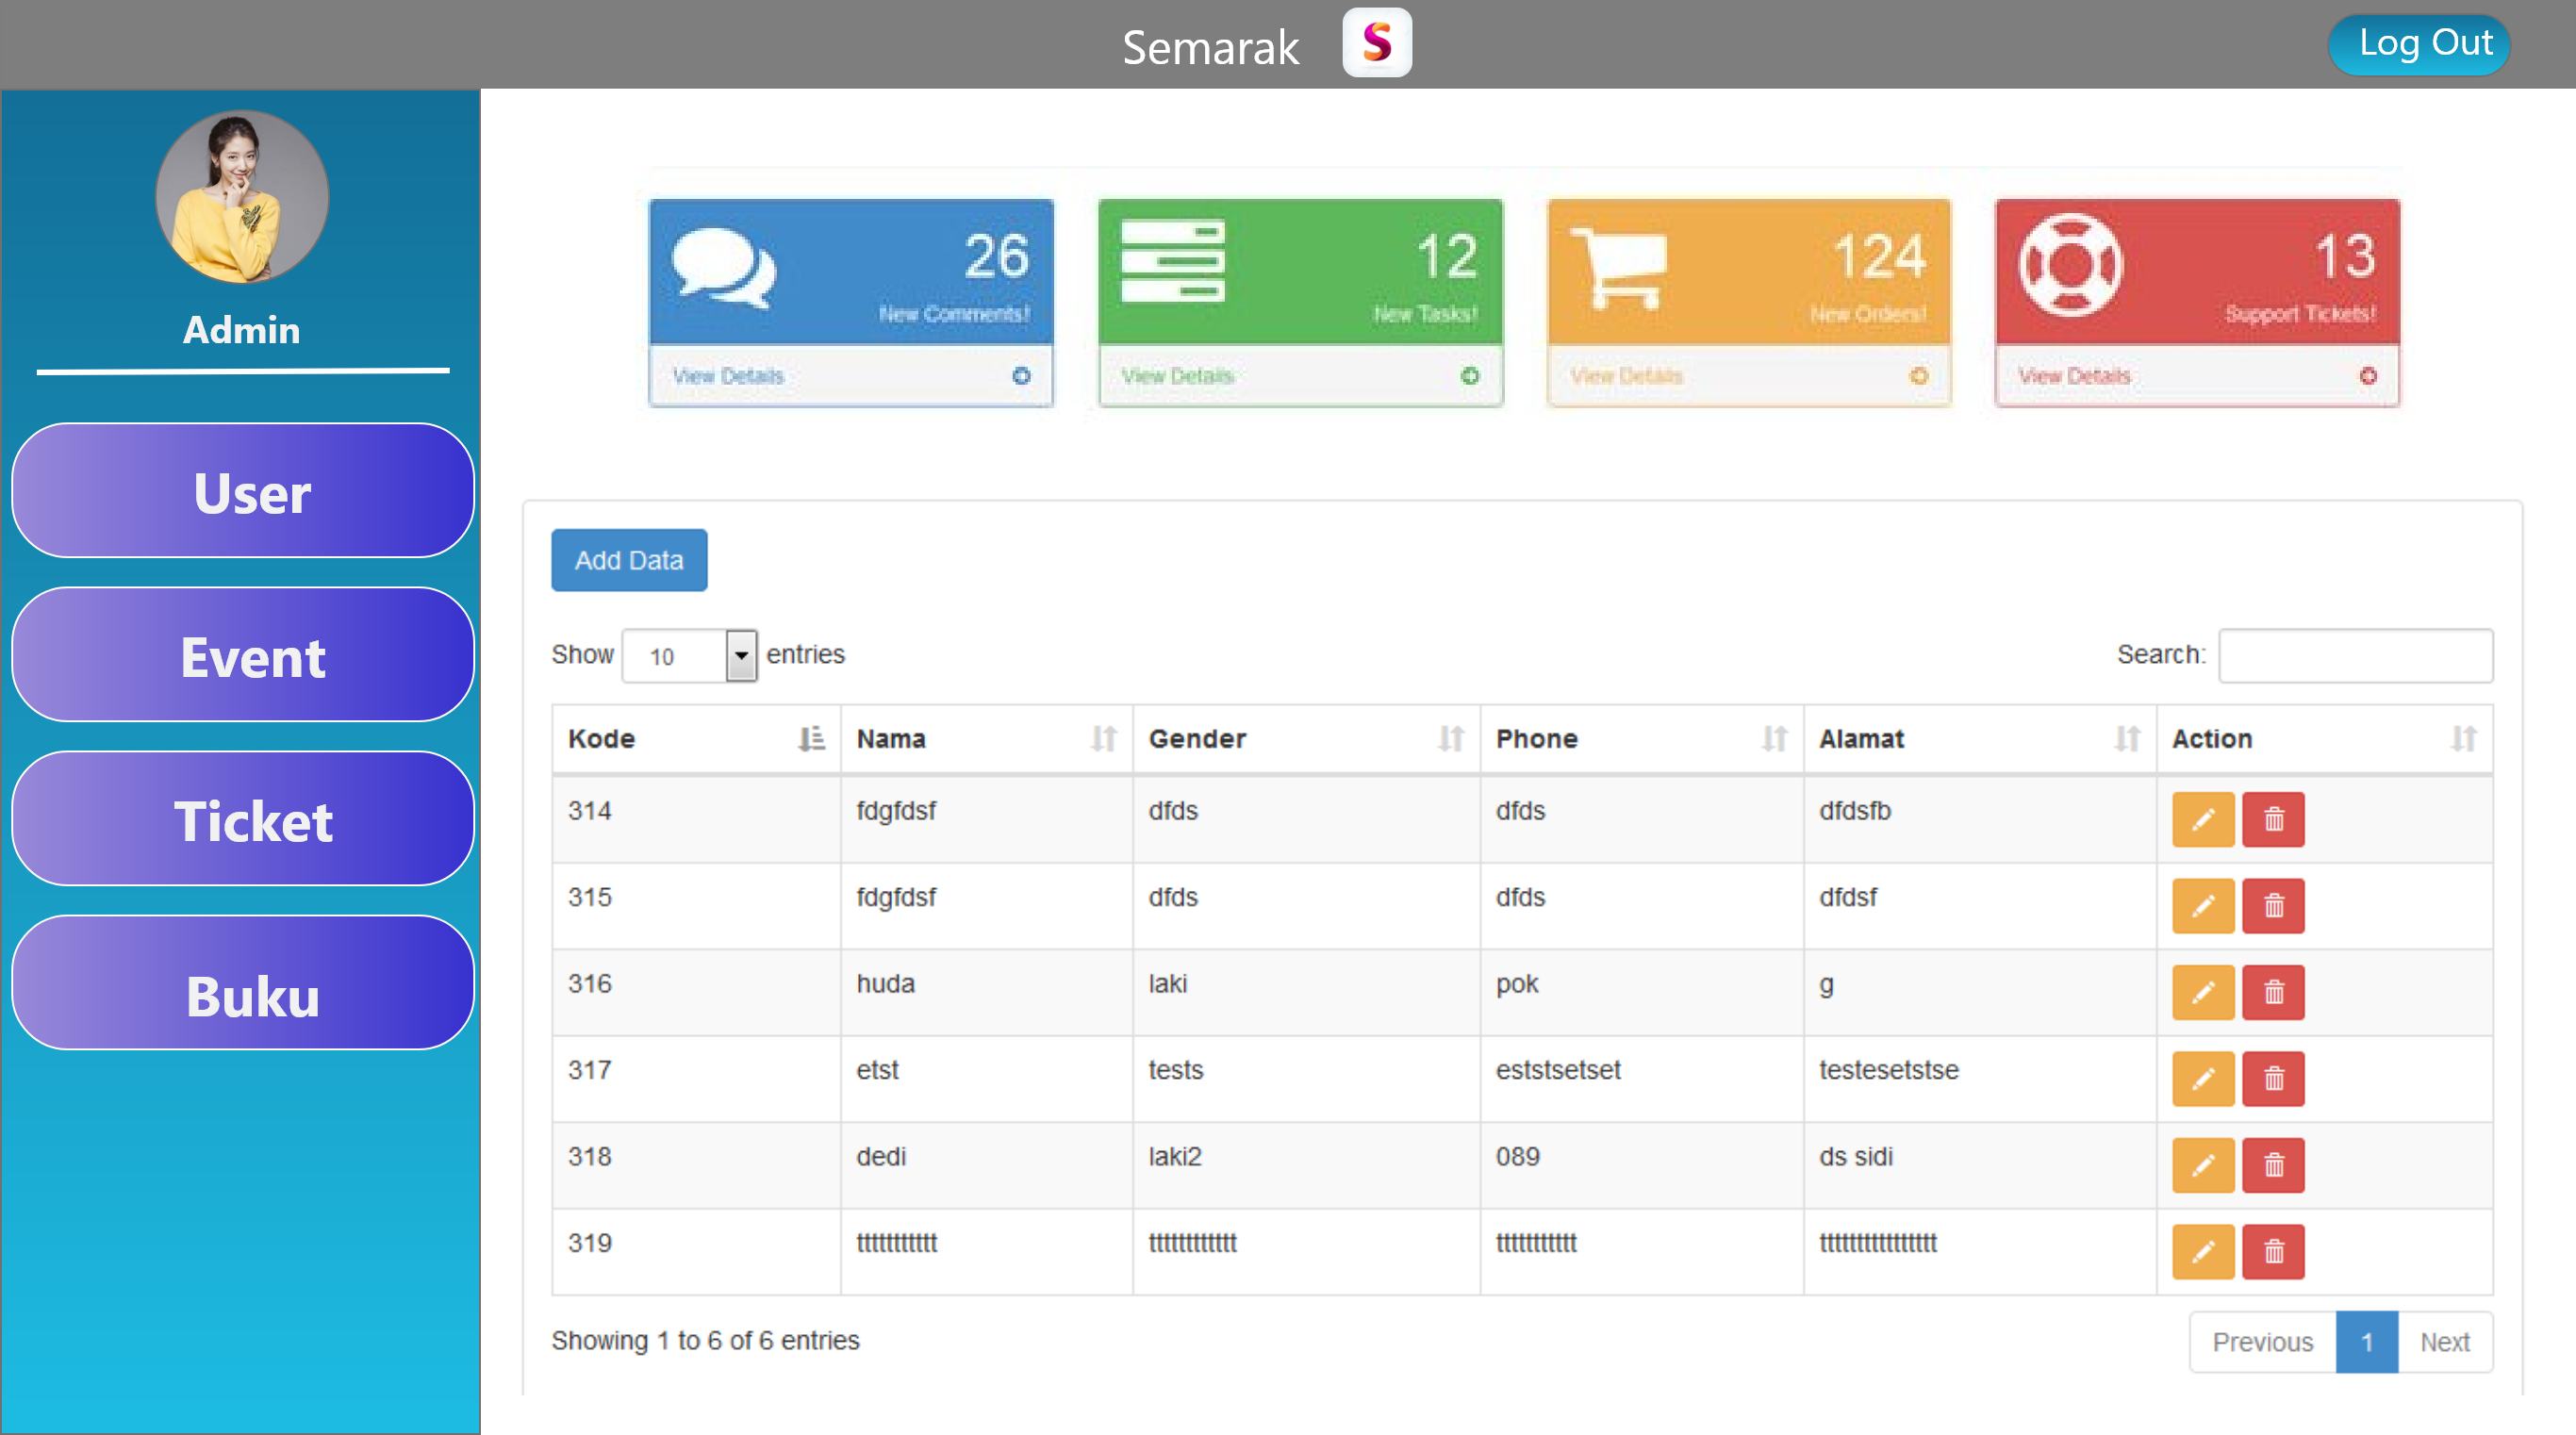 Semarak S
Log Out
Admin
User
Event
Ticket
Buku
26
New Comments!
View Details
12
New Tasks!
View Details
124
New Orders!
View Details
13
Support Tickets!
View Details
Add Data
Show 10 entries
Search:
Kode Nama Gender Phone Alamat Action
314 fdgfdsf dfds dfds dfdsfb
315 fdgfdsf dfds dfds dfdsf
316 huda laki pok g
317 etst tests eststsetset testesetstse
318 dedi laki2 089 ds sidi
319 ttttttttttt tttttttttttt ttttttttttt tttttttttttttttt
Showing 1 to 6 of 6 entries
Previous 1 Next